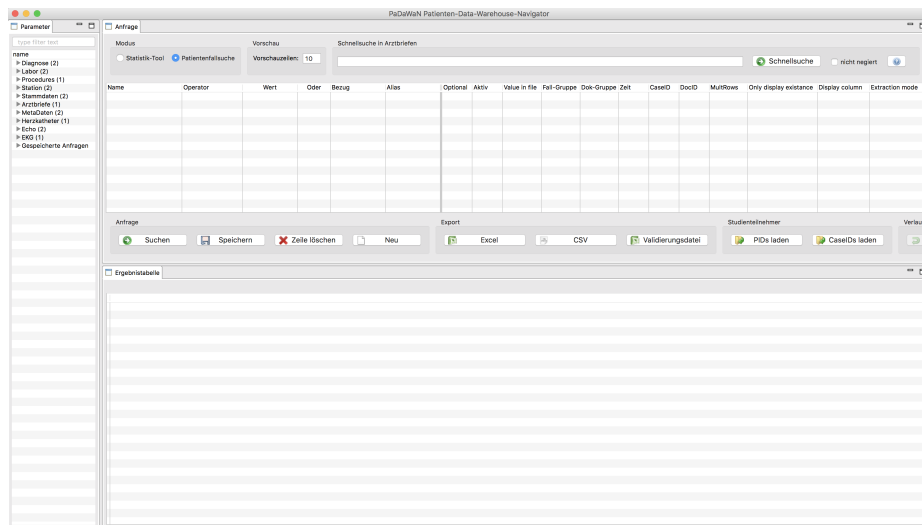 PaDaWaN Patienten-Data-Warehouse-Navigator
Parameter
type filter text
name
Diagnose (2)
Labor (2)
Procedures (1)
Station (2)
Stammdaten (2)
Arztbriefe (1)
MetaDaten (2)
Herzkatheter (1)
Echo (2)
EKG (1)
Gespeicherte Anfragen
Anfrage
Modus Vorschau Schnellsuche in Arztbriefen
Statistik-Tool Patientenfallsuche Vorschauzeilen: 10 Schnellsuche nicht negiert
Name Operator Wert Oder Bezug Alias Optional Aktiv Value in file Fall-Gruppe Dok-Gruppe Zeit CaseID DocID MultRows Only display existance Display column Extraction mode
Anfrage Export Studienteilnehmer Verlau
Suchen Speichern Zeile löschen Neu Excel CSV Validierungsdatei PIDs laden CaseIDs laden
Ergebnistabelle